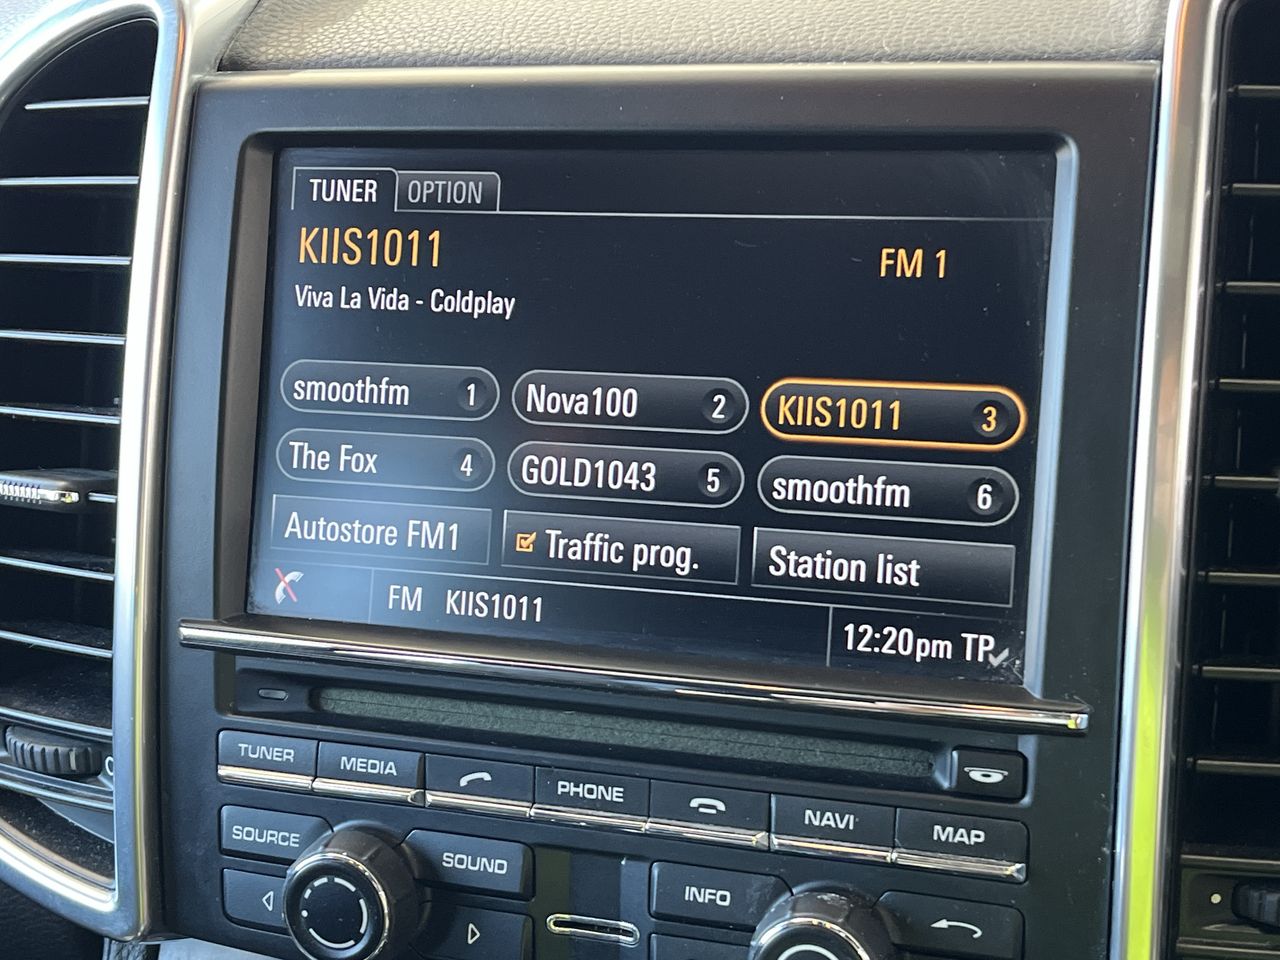 TUNER OPTION
KIIS1011 FM 1
Viva La Vida - Coldplay
smoothfm 1 Nova100 2 KIIS1011 3
The Fox 4 GOLD1043 5 smoothfm 6
Autostore FM1 Traffic prog. Station list
FM KIIS1011 12:20pm TP
TUNER MEDIA PHONE NAVI MAP
SOURCE SOUND INFO